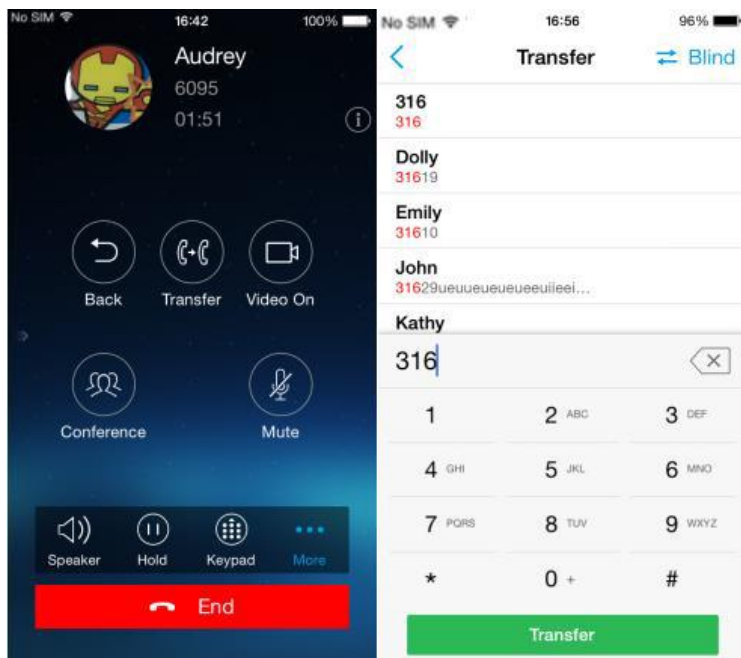 No SIM 16:42 100%
Audrey
6095
01:51
Back Transfer Video On
Conference Mute
Speaker Hold Keypad More
End
No SIM 16:56 96%
Transfer Blind
316
316
Dolly
31619
Emily
31610
John
Kathy
316
1 2 ABC 3 DEF
4 GHI 5 JKL 6 MNO
7 PQRS 8 TUV 9 WXYZ
* 0 + #
Transfer